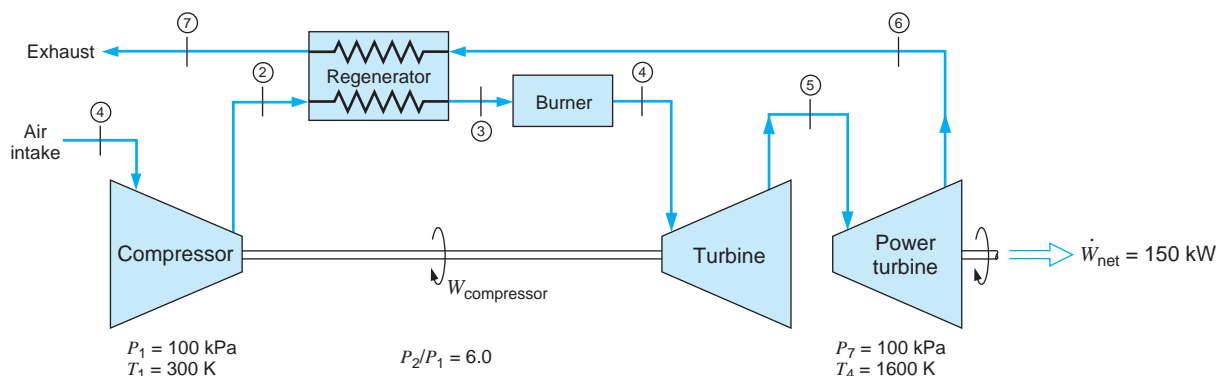 ⑦
⑥
Exhaust
②
Regenerator
④
Burner
⑤
④
③
Air
intake
Compressor
Turbine
Power
turbine
Ẇnet = 150 kW
Wcompressor
P1 = 100 kPa
T1 = 300 K
P2/P1 = 6.0
P7 = 100 kPa
T4 = 1600 K